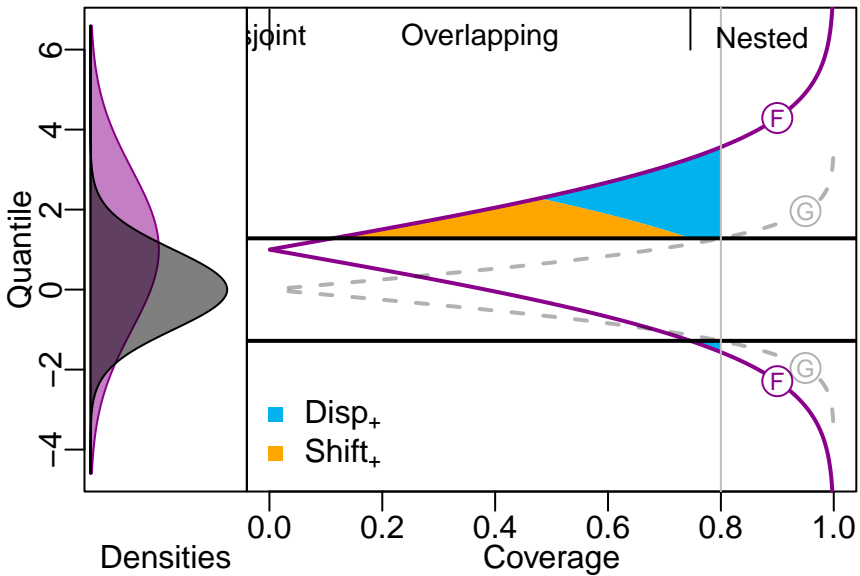 sjoint Overlapping Nested
6
4
2
0
−2
−4
Quantile
F
G
G
F
Disp+
Shift+
0.0 0.2 0.4 0.6 0.8 1.0
Densities Coverage